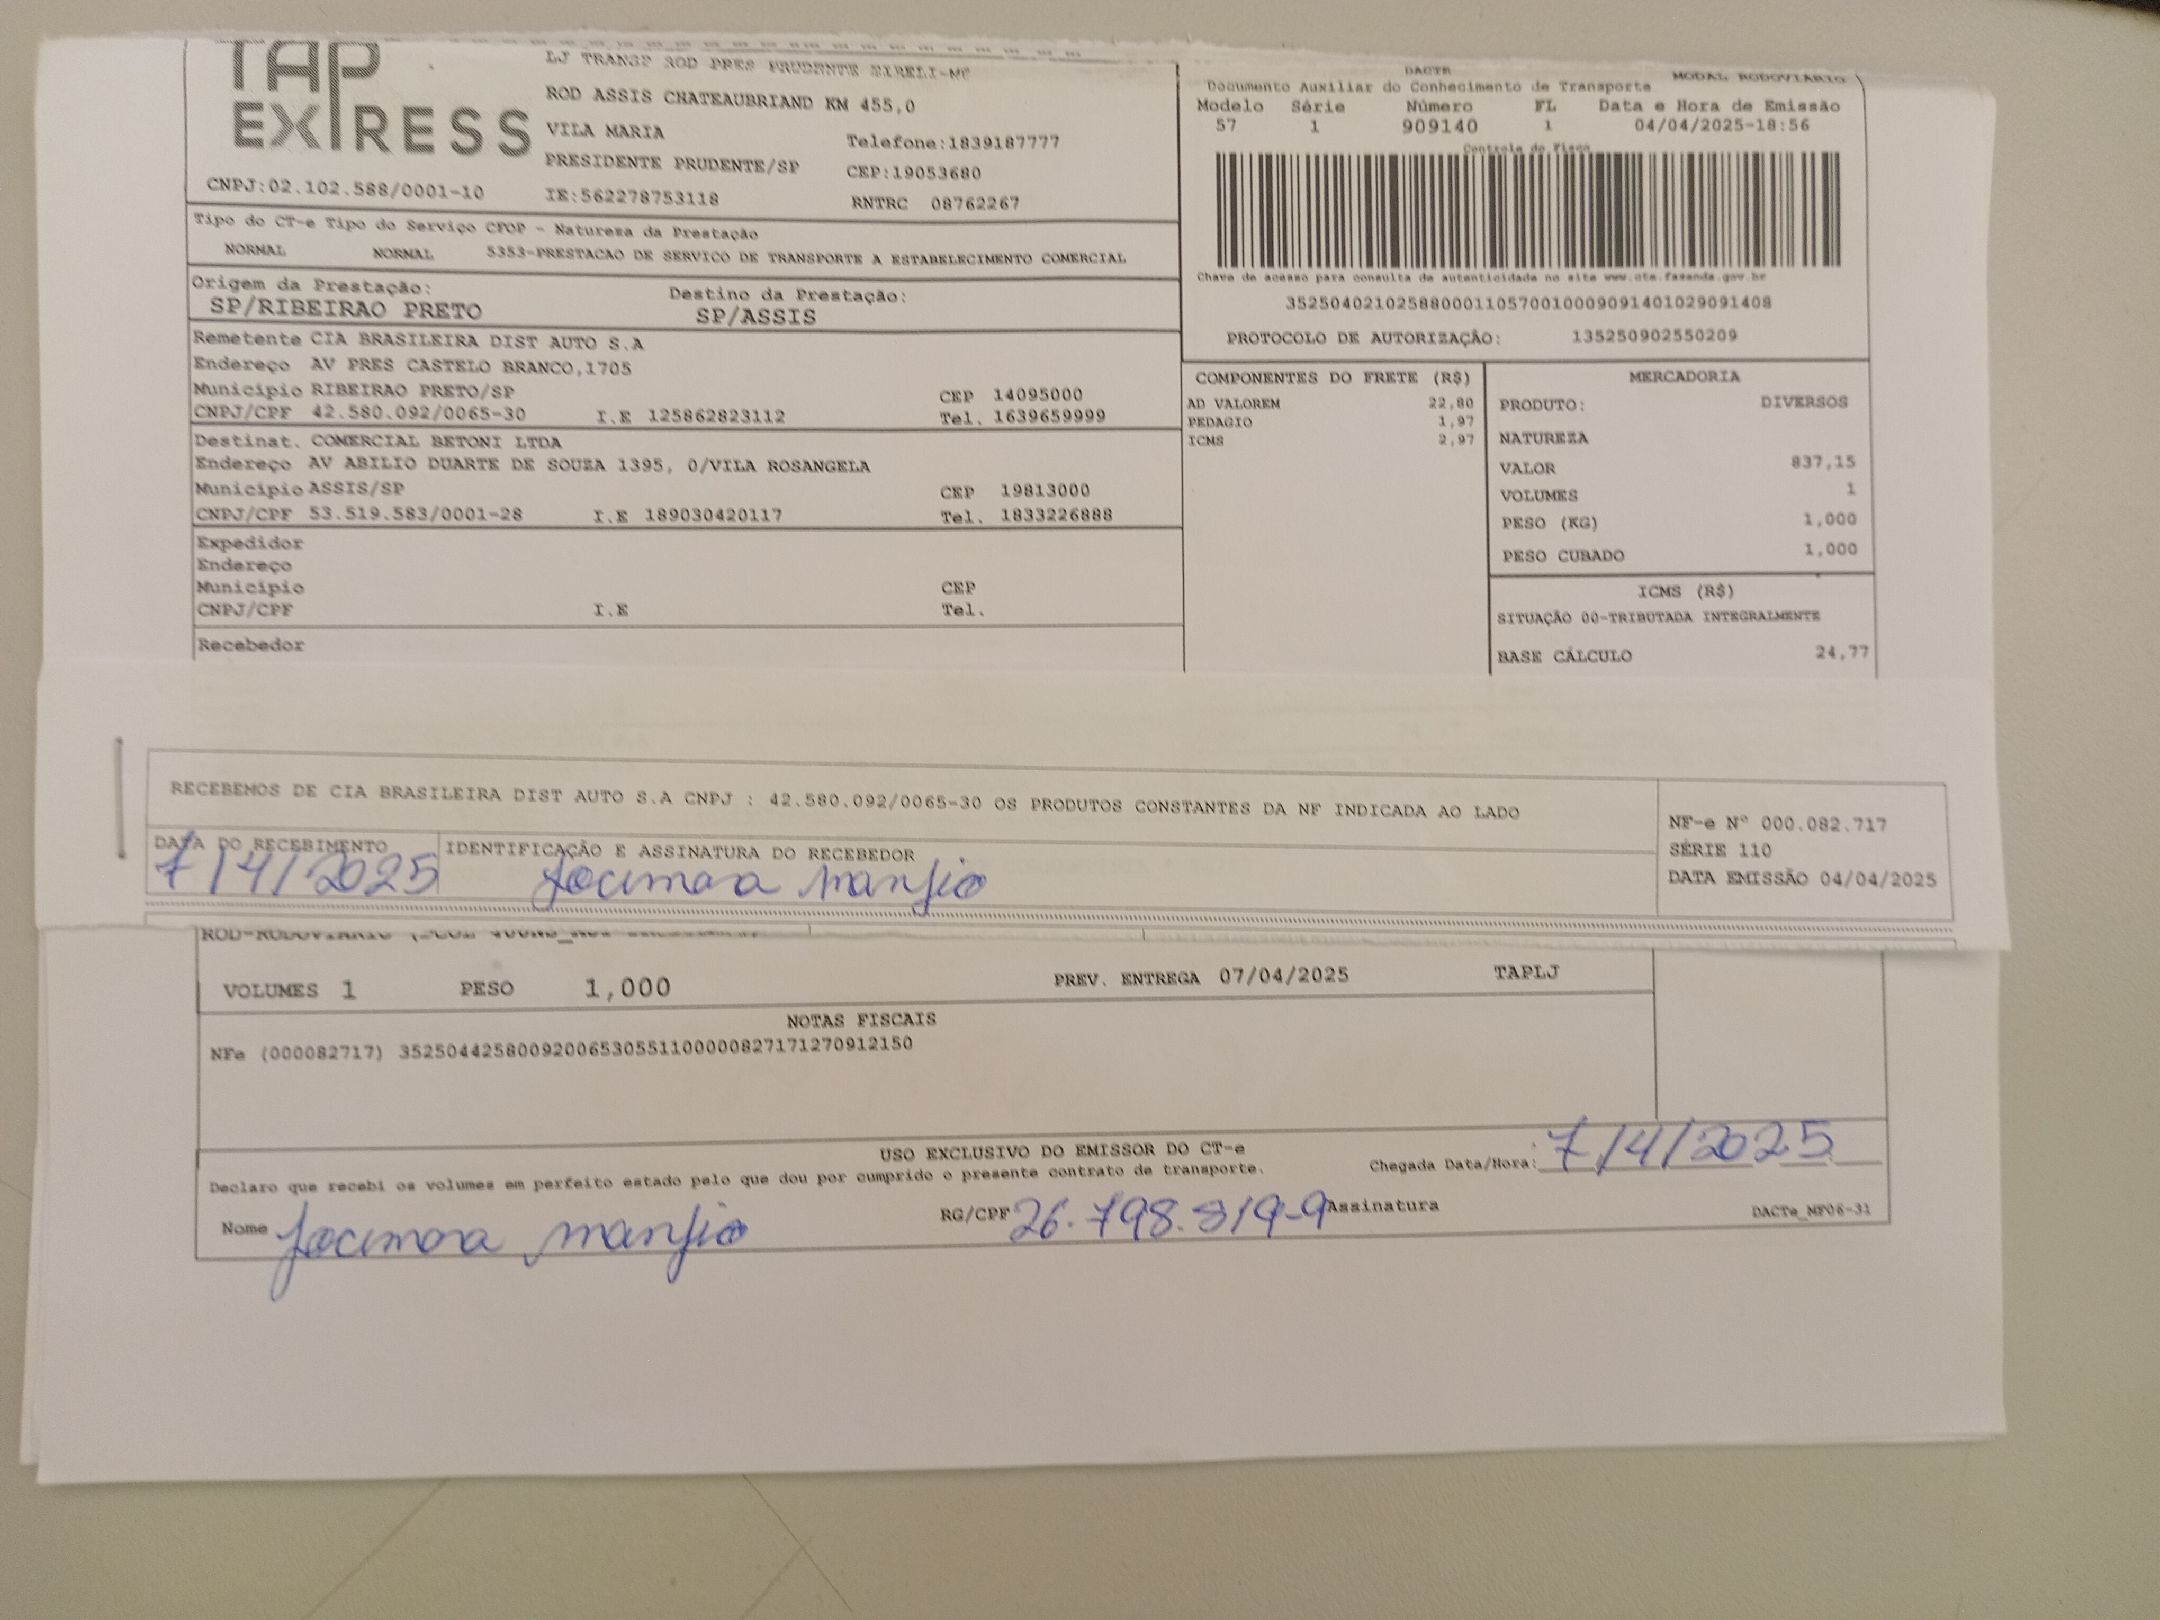 TAP
EXPRESS
LJ TRANSP ROD PRES PRUDENTE EIRELI-ME
ROD ASSIS CHATEAUBRIAND KM 455,0
VILA MARIA
Telefone:1839187777
PRESIDENTE PRUDENTE/SP
CEP:19053680
CNPJ:02.102.588/0001-10
IE:562278753118
RNTRC 08762267
DACTE
MODAL RODOVIÁRIO
Documento Auxiliar do Conhecimento de Transporte
Modelo Série Número FL Data e Hora de Emissão
57 1 909140 1 04/04/2025-18:56
Controle do Fisco
Chave de acesso para consulta de autenticidade no site www.cte.fazenda.gov.br
35250402102588000110570010009091401029091408
PROTOCOLO DE AUTORIZAÇÃO: 135250902550209
Tipo do CT-e Tipo do Serviço CFOP - Natureza da Prestação
NORMAL NORMAL 5353-PRESTACAO DE SERVICO DE TRANSPORTE A ESTABELECIMENTO COMERCIAL
Origem da Prestação: Destino da Prestação:
SP/RIBEIRAO PRETO SP/ASSIS
Remetente CIA BRASILEIRA DIST AUTO S.A
Endereço AV PRES CASTELO BRANCO,1705
Município RIBEIRAO PRETO/SP CEP 14095000
CNPJ/CPF 42.580.092/0065-30 I.E 125862823112 Tel. 1639659999
Destinat. COMERCIAL BETONI LTDA
Endereço AV ABILIO DUARTE DE SOUZA 1395, 0/VILA ROSANGELA
Município ASSIS/SP CEP 19813000
CNPJ/CPF 53.519.583/0001-28 I.E 189030420117 Tel. 1833226888
Expedidor
Endereço
Município CEP
CNPJ/CPF I.E Tel.
Recebedor
COMPONENTES DO FRETE (R$)
AD VALOREM 22,80
PEDAGIO 1,97
ICMS 2,97
MERCADORIA
PRODUTO: DIVERSOS
NATUREZA
VALOR 837,15
VOLUMES 1
PESO (KG) 1,000
PESO CUBADO 1,000
ICMS (R$)
SITUAÇÃO 00-TRIBUTADA INTEGRALMENTE
BASE CÁLCULO 24,77
RECEBEMOS DE CIA BRASILEIRA DIST AUTO S.A CNPJ : 42.580.092/0065-30 OS PRODUTOS CONSTANTES DA NF INDICADA AO LADO
DATA DO RECEBIMENTO IDENTIFICAÇÃO E ASSINATURA DO RECEBEDOR
7/4/2025 Jocimara Manfio
NF-e Nº 000.082.717
SÉRIE 110
DATA EMISSÃO 04/04/2025
ROD-RODOVIARIO
VOLUMES 1 PESO 1,000 PREV. ENTREGA 07/04/2025 TAPLJ
NOTAS FISCAIS
NFe (000082717) 35250442580092006530551100000827171270912150
USO EXCLUSIVO DO EMISSOR DO CT-e
Declaro que recebi os volumes em perfeito estado pelo que dou por cumprido o presente contrato de transporte.
Chegada Data/Hora: 7/4/2025
Nome Jocimara Manfio RG/CPF 26.798.819-9 Assinatura
DACTe_MF06-31